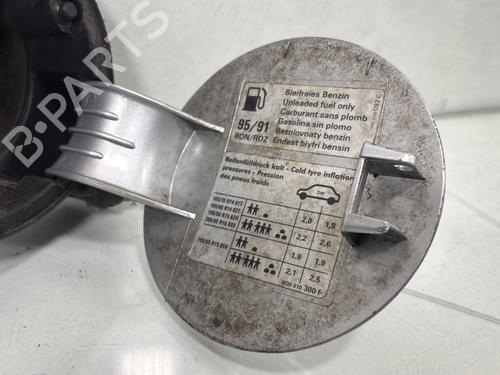 Bleifreies Benzin
Unleaded fuel only
Carburant sans plomb
Gasolina sin plomo
Bezolovnaty benzin
Endast blyfri bensin
95/91
RON/ROZ
Reifenfülldruck kalt - Cold tyre inflation
pressures - Pression
des pneus froids
bar
2.0 1.9
2.2 2.6
1.9 1.9
2.1 2.5
6Q0 010 300 F
B-PARTS